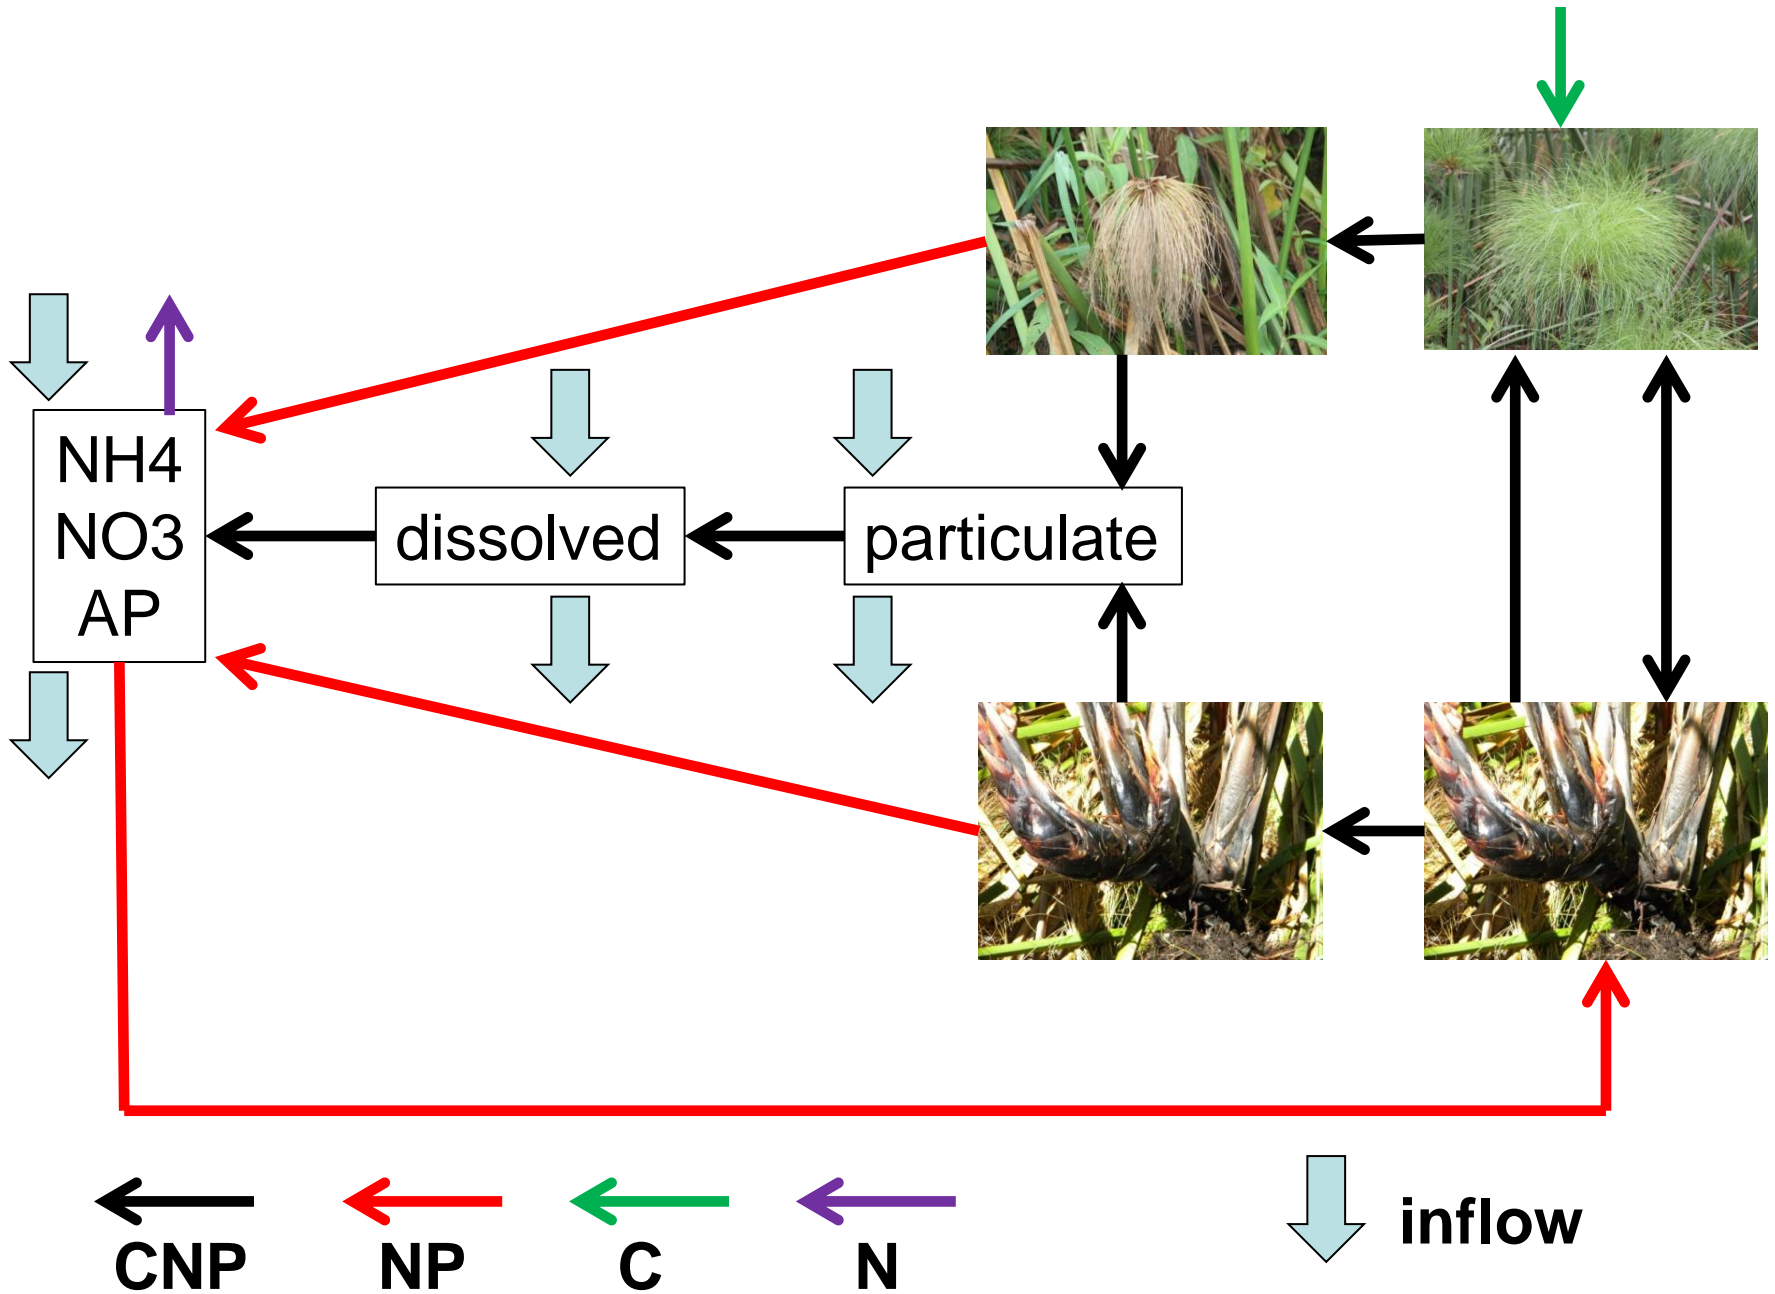 NH4
NO3
AP
dissolved
particulate
CNP
NP
C
N
inflow